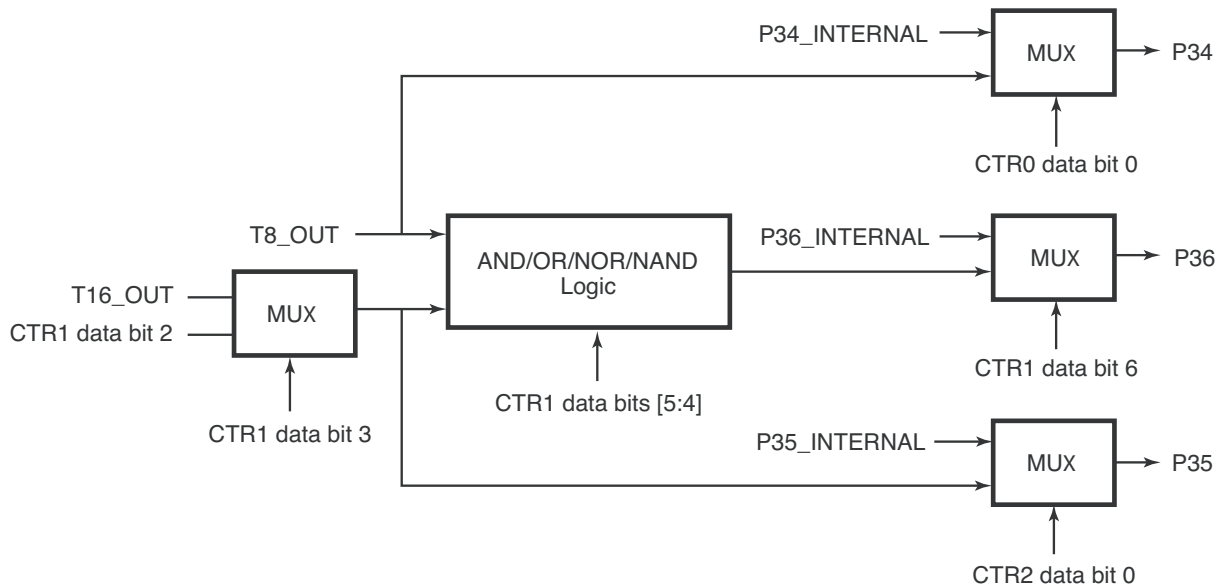 P34_INTERNAL
MUX
P34
CTR0 data bit 0
T8_OUT
AND/OR/NOR/NAND
Logic
P36_INTERNAL
MUX
P36
T16_OUT
CTR1 data bit 2
MUX
CTR1 data bit 6
CTR1 data bits [5:4]
CTR1 data bit 3
P35_INTERNAL
MUX
P35
CTR2 data bit 0